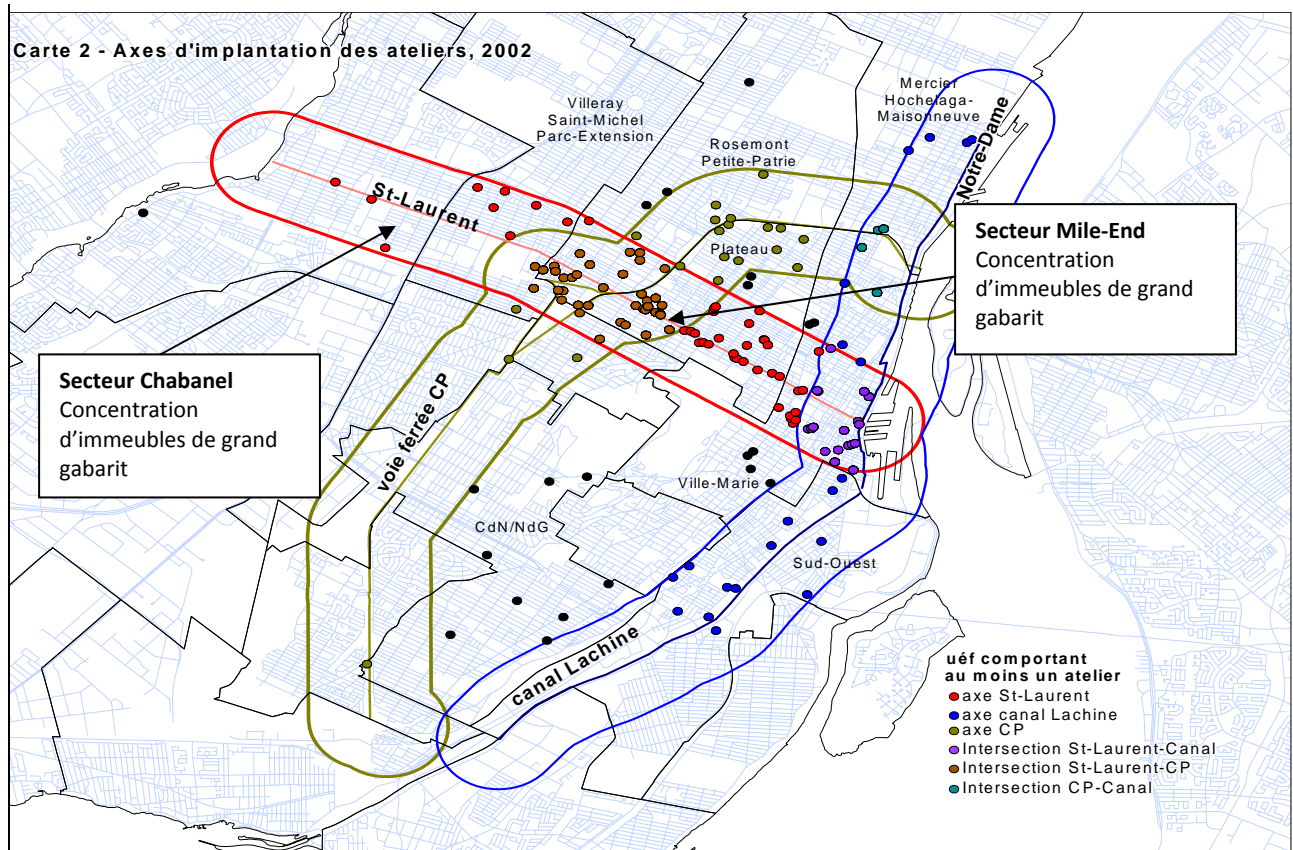 Carte 2 - Axes d'implantation des ateliers, 2002
Mercier
Hochelaga-
Maisonneuve
Villeray
Saint-Michel
Parc-Extension
Rosemont
Petite-Patrie
Notre-Dame
St-Laurent
Plateau
Secteur Mile-End
Concentration
d'immeubles de grand
gabarit
Secteur Chabanel
Concentration
d'immeubles de grand
gabarit
voie ferrée CP
Ville-Marie
CdN/NdG
Sud-Ouest
canal Lachine
uéf comportant
au moins un atelier
axe St-Laurent
axe canal Lachine
axe CP
Intersection St-Laurent-Canal
Intersection St-Laurent-CP
Intersection CP-Canal